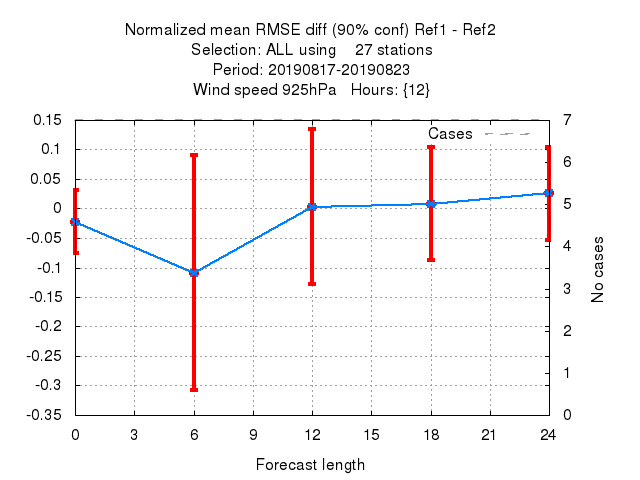 Normalized mean RMSE diff (90% conf) Ref1 - Ref2
Selection: ALL using    27 stations
Period: 20190817-20190823
Wind speed 925hPa   Hours: {12}
Cases
0.15
0.1
0.05
0
-0.05
-0.1
-0.15
-0.2
-0.25
-0.3
-0.35
7
6
5
4
3
2
1
0
No cases
0 3 6 9 12 15 18 21 24
Forecast length